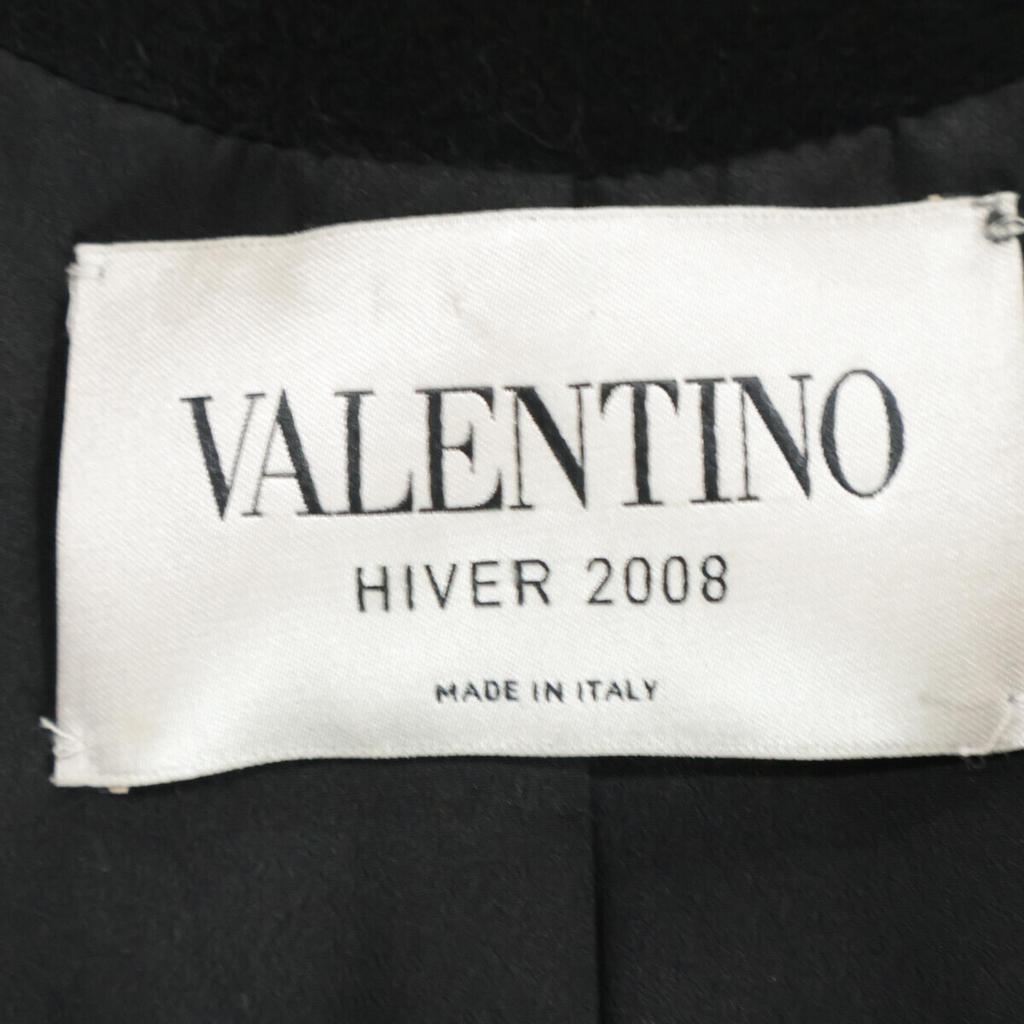 VALENTINO
HIVER 2008
MADE IN ITALY